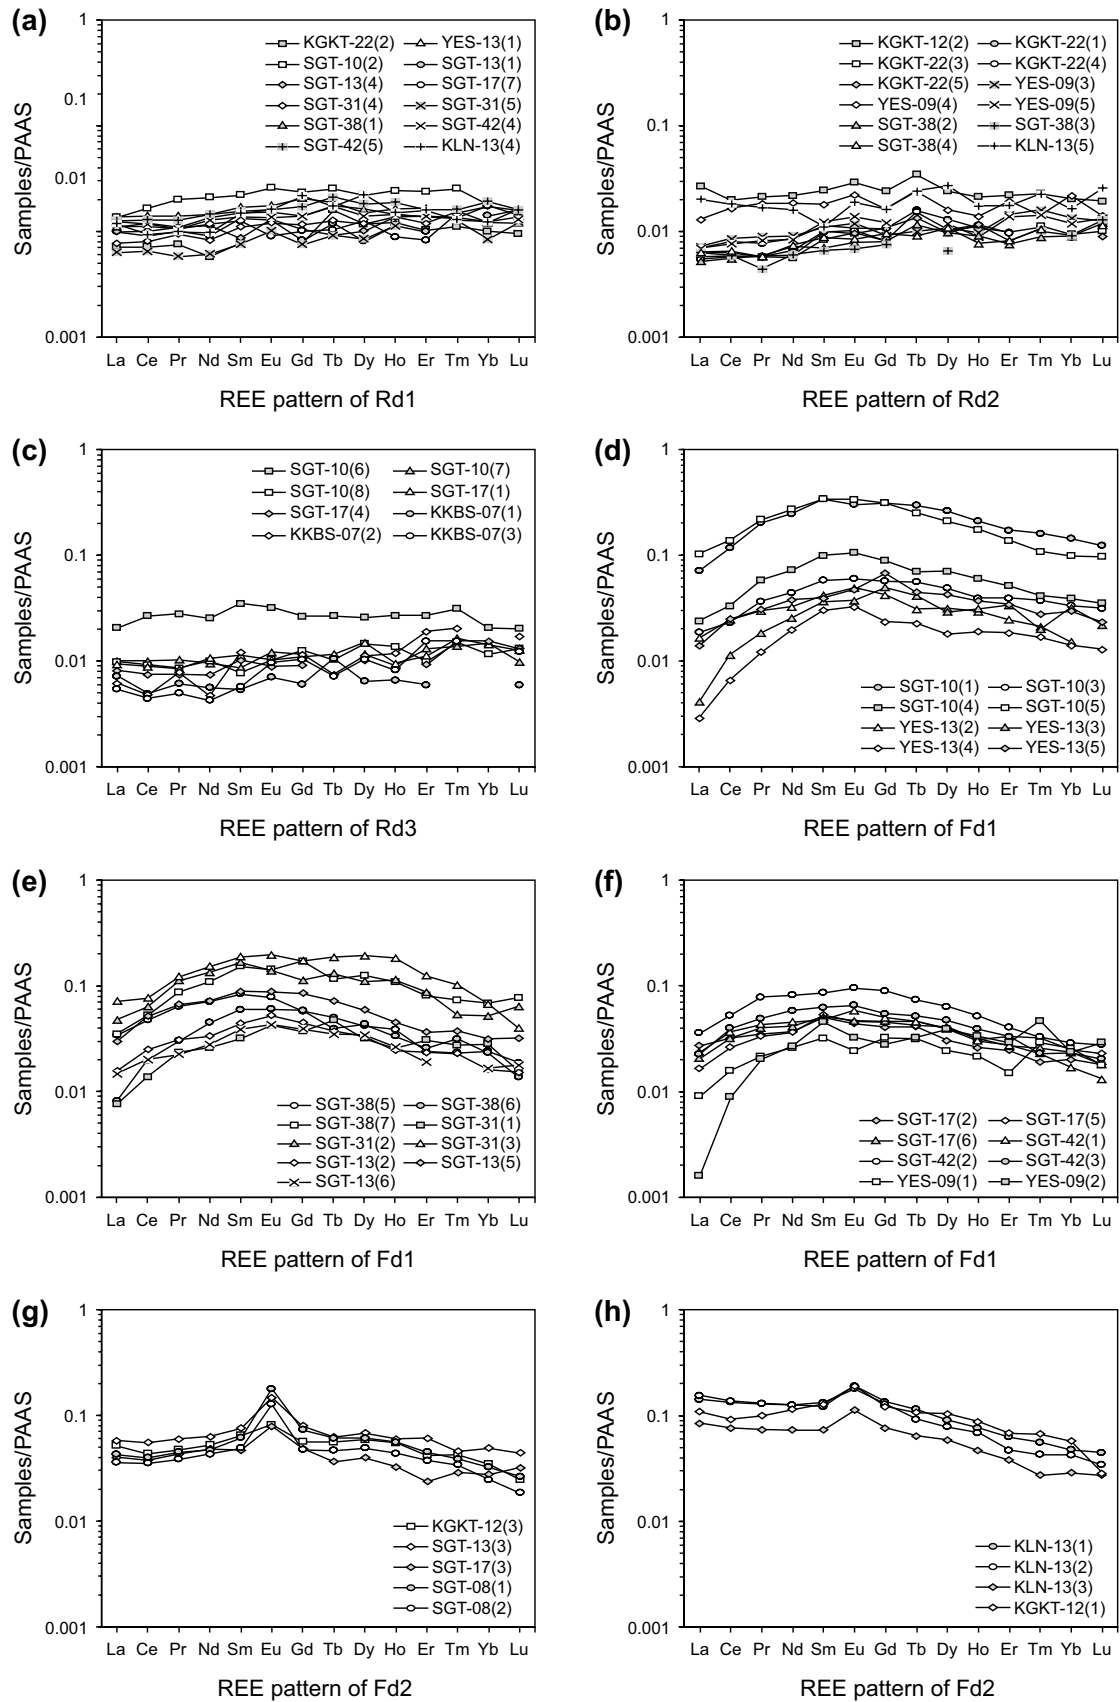 (a)
1
0.1
0.01
0.001
Samples/PAAS
KGKT-22(2) YES-13(1)
SGT-10(2) SGT-13(1)
SGT-13(4) SGT-17(7)
SGT-31(4) SGT-31(5)
SGT-38(1) SGT-42(4)
SGT-42(5) KLN-13(4)
La Ce Pr Nd Sm Eu Gd Tb Dy Ho Er Tm Yb Lu
REE pattern of Rd1
(b)
1
0.1
0.01
0.001
Samples/PAAS
KGKT-12(2) KGKT-22(1)
KGKT-22(3) KGKT-22(4)
KGKT-22(5) YES-09(3)
YES-09(4) YES-09(5)
SGT-38(2) SGT-38(3)
SGT-38(4) KLN-13(5)
La Ce Pr Nd Sm Eu Gd Tb Dy Ho Er Tm Yb Lu
REE pattern of Rd2
(c)
1
0.1
0.01
0.001
Samples/PAAS
SGT-10(6) SGT-10(7)
SGT-10(8) SGT-17(1)
SGT-17(4) KKBS-07(1)
KKBS-07(2) KKBS-07(3)
La Ce Pr Nd Sm Eu Gd Tb Dy Ho Er Tm Yb Lu
REE pattern of Rd3
(d)
1
0.1
0.01
0.001
Samples/PAAS
SGT-10(1) SGT-10(3)
SGT-10(4) SGT-10(5)
YES-13(2) YES-13(3)
YES-13(4) YES-13(5)
La Ce Pr Nd Sm Eu Gd Tb Dy Ho Er Tm Yb Lu
REE pattern of Fd1
(e)
1
0.1
0.01
0.001
Samples/PAAS
SGT-38(5) SGT-38(6)
SGT-38(7) SGT-31(1)
SGT-31(2) SGT-31(3)
SGT-13(2) SGT-13(5)
SGT-13(6)
La Ce Pr Nd Sm Eu Gd Tb Dy Ho Er Tm Yb Lu
REE pattern of Fd1
(f)
1
0.1
0.01
0.001
Samples/PAAS
SGT-17(2) SGT-17(5)
SGT-17(6) SGT-42(1)
SGT-42(2) SGT-42(3)
YES-09(1) YES-09(2)
La Ce Pr Nd Sm Eu Gd Tb Dy Ho Er Tm Yb Lu
REE pattern of Fd1
(g)
1
0.1
0.01
0.001
Samples/PAAS
KGKT-12(3)
SGT-13(3)
SGT-17(3)
SGT-08(1)
SGT-08(2)
La Ce Pr Nd Sm Eu Gd Tb Dy Ho Er Tm Yb Lu
REE pattern of Fd2
(h)
1
0.1
0.01
0.001
Samples/PAAS
KLN-13(1)
KLN-13(2)
KLN-13(3)
KGKT-12(1)
La Ce Pr Nd Sm Eu Gd Tb Dy Ho Er Tm Yb Lu
REE pattern of Fd2